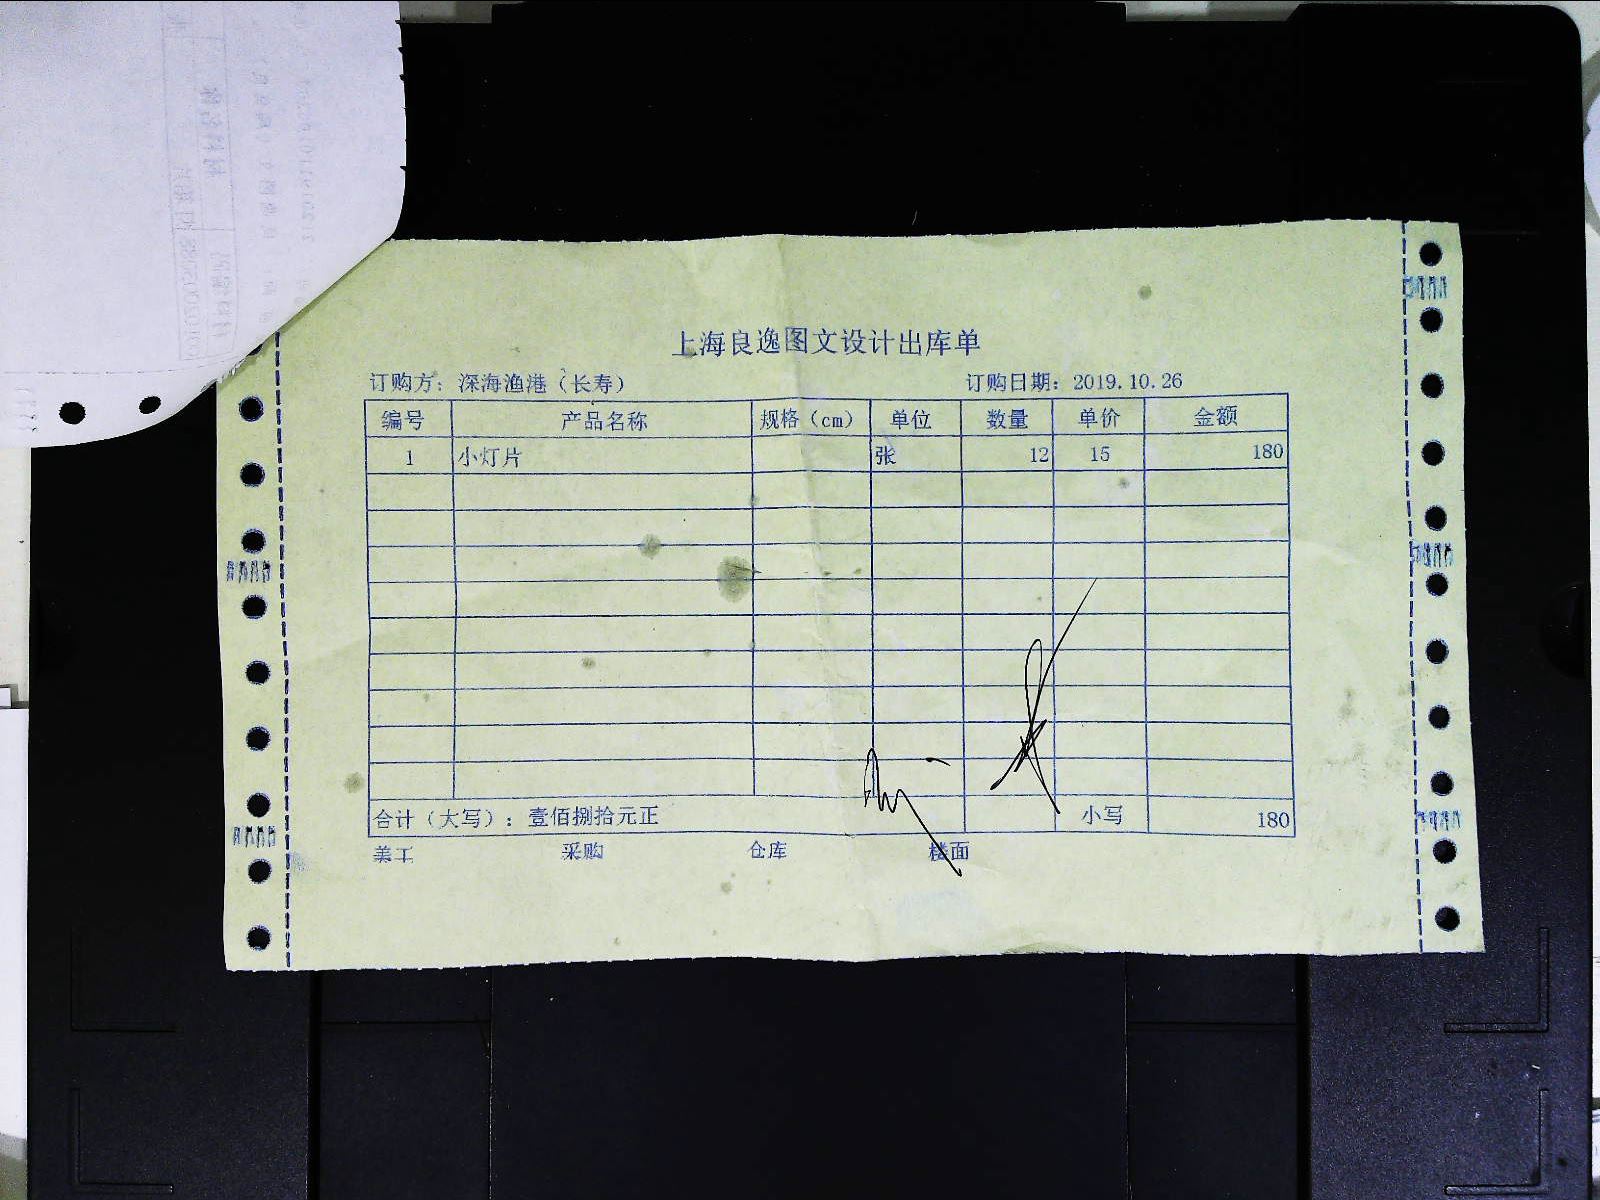 上海良逸图文设计出库单
订购方：深海渔港（长寿） 订购日期：2019.10.26
编号 产品名称 规格（cm） 单位 数量 单价 金额
1 小灯片 张 12 15 180
合计（大写）：壹佰捌拾元正 小写 180
美工 采购 仓库 楼面